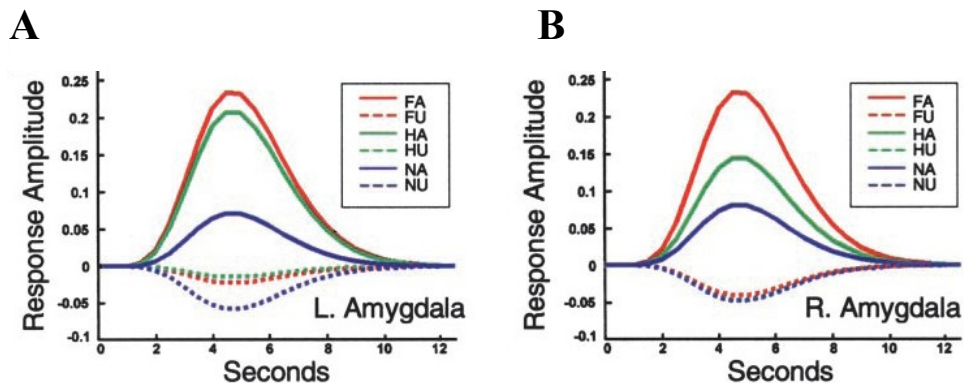 A
Response Amplitude
0.25
0.2
0.15
0.1
0.05
0
-0.05
-0.1
FA
FU
HA
HU
NA
NU
L. Amygdala
0 2 4 6 8 10 12
Seconds
B
Response Amplitude
0.25
0.2
0.15
0.1
0.05
0
-0.05
-0.1
FA
FU
HA
HU
NA
NU
R. Amygdala
0 2 4 6 8 10 12
Seconds